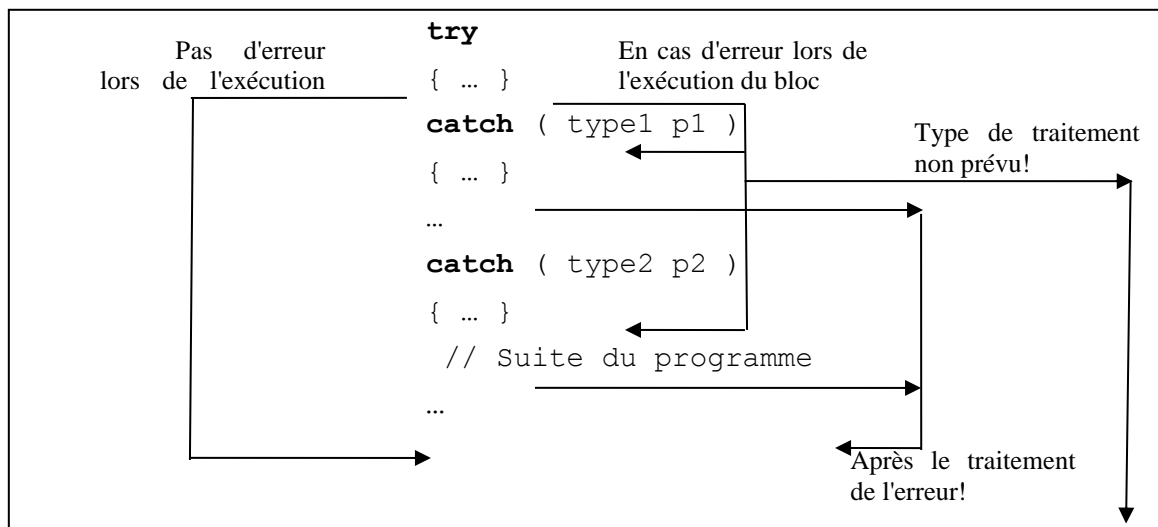 try
Pas d'erreur
lors de l'exécution
En cas d'erreur lors de
l'exécution du bloc
{ … }
catch ( type1 p1 )
Type de traitement
non prévu!
{ … }
…
catch ( type2 p2 )
{ … }
// Suite du programme
…
Après le traitement
de l'erreur!